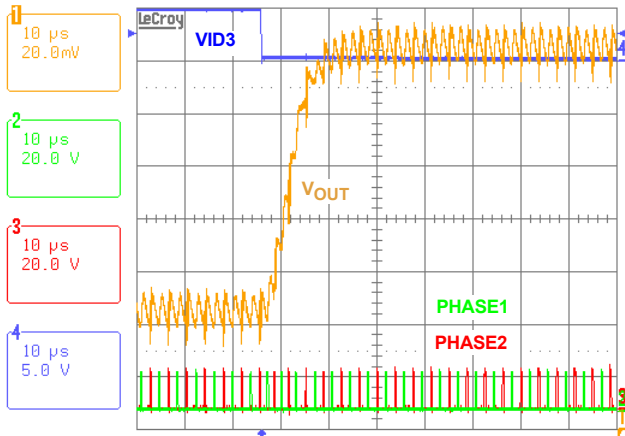 1
10 µs
20.0mV
2
10 µs
20.0 V
3
10 µs
20.0 V
4
10 µs
5.0 V
LeCroy
VID3
VOUT
PHASE1
PHASE2